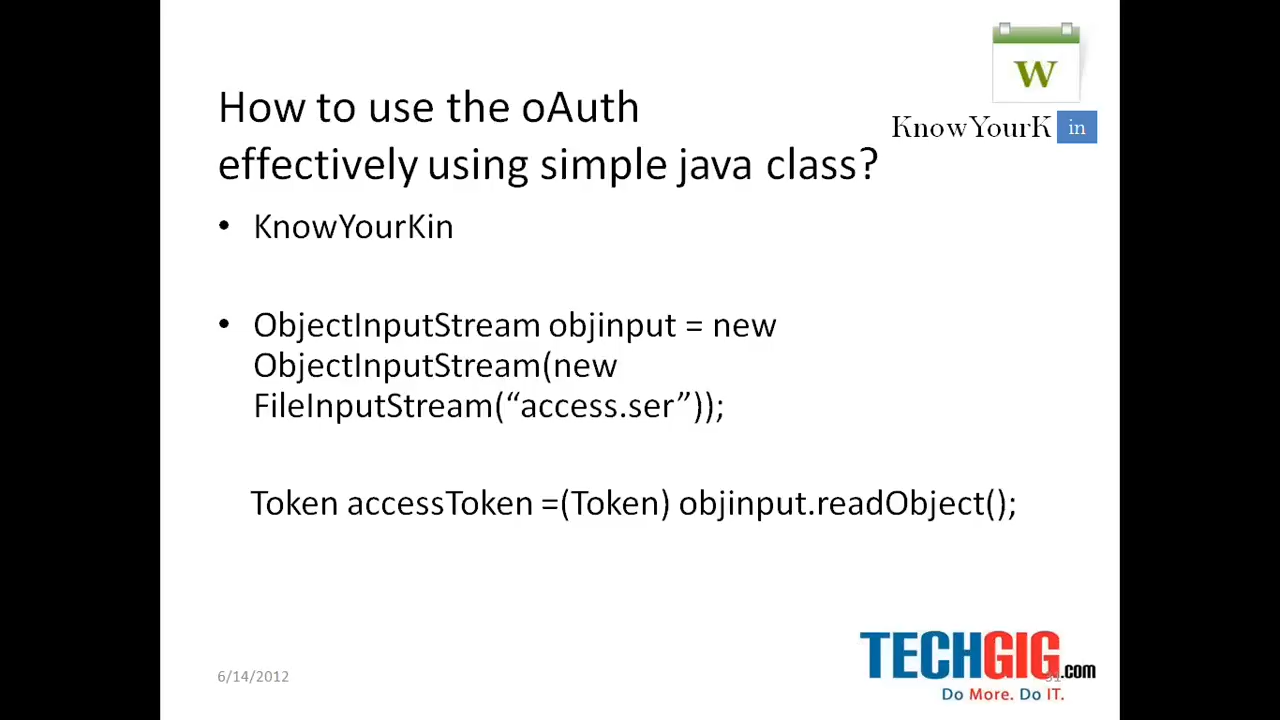 W
KnowYourK in
How to use the oAuth
effectively using simple java class?
• KnowYourKin
• ObjectInputStream objinput = new
ObjectInputStream(new
FileInputStream(“access.ser”));
Token accessToken =(Token) objinput.readObject();
TECHGIG.com
Do More. Do IT.
6/14/2012